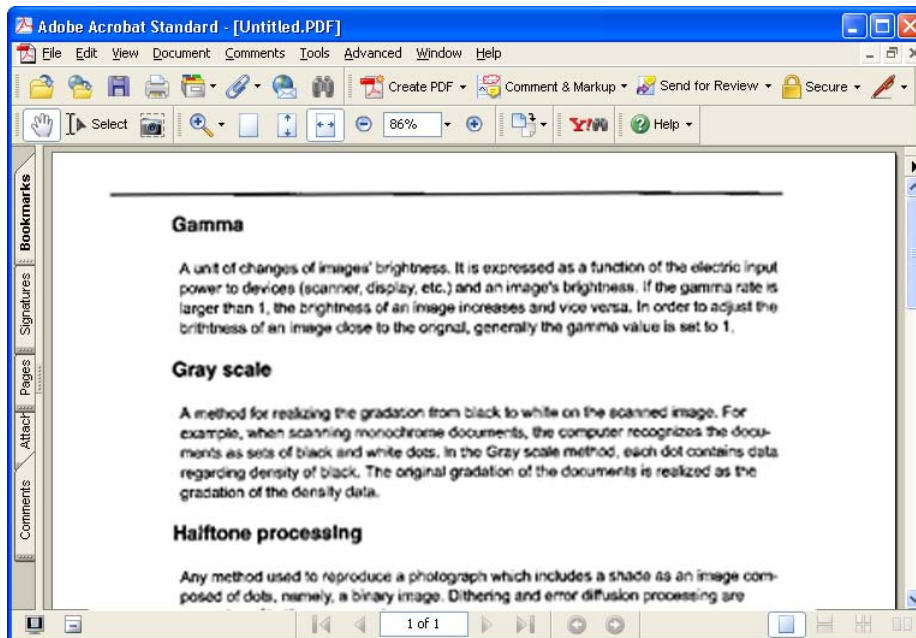 Adobe Acrobat Standard - [Untitled.PDF]
File Edit View Document Comments Tools Advanced Window Help
Create PDF Comment & Markup Send for Review Secure
Select 86% Y! Help
Bookmarks
Signatures
Pages
Attach
Comments
Gamma
A unit of changes of images' brightness. It is expressed as a function of the electric input
power to devices (scanner, display, etc.) and an image's brightness. If the gamma rate is
larger than 1, the brightness of an image increases and vice versa. In order to adjust the
brithtness of an image close to the orignal, generally the gamma value is set to 1.
Gray scale
A method for realizing the gradation from black to white on the scanned image. For
example, when scanning monochrome documents, the computer recognizes the docu-
ments as sets of black and white dots. In the Gray scale method, each dot contains data
regarding density of black. The original gradation of the documents is realized as the
gradation of the density data.
Halftone processing
Any method used to reproduce a photograph which includes a shade as an image com-
posed of dots, namely, a binary image. Dithering and error diffusion processing are
1 of 1